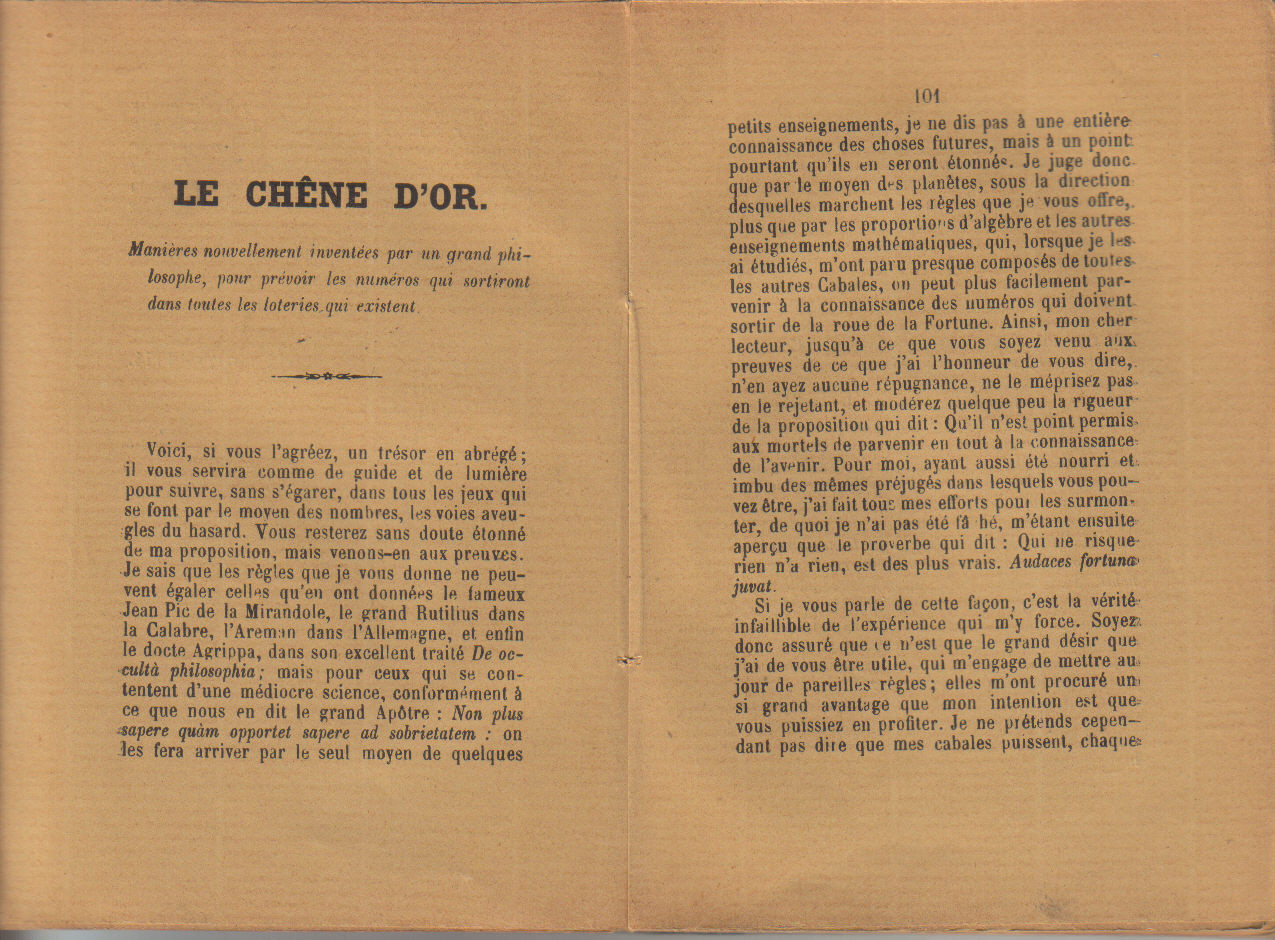 LE CHÊNE D'OR.
Manières nouvellement inventées par un grand phi-
losophe, pour prévoir les numéros qui sortiront
dans toutes les loteries qui existent.
Voici, si vous l'agréez, un trésor en abrégé ;
il vous servira comme de guide et de lumière
pour suivre, sans s'égarer, dans tous les jeux qui
se font par le moyen des nombres, les voies aveu-
gles du hasard. Vous resterez sans doute étonné
de ma proposition, mais venons-en aux preuves.
Je sais que les règles que je vous donne ne peu-
vent égaler celles qu'en ont données le fameux
Jean Pic de la Mirandole, le grand Rutilius dans
la Calabre, l'Areman dans l'Allemagne, et enfin
le docte Agrippa, dans son excellent traité De oc-
cultà philosophia ; mais pour ceux qui se con-
tentent d'une médiocre science, conformément à
ce que nous en dit le grand Apôtre : Non plus
sapere quàm opportet sapere ad sobrietatem : on
les fera arriver par le seul moyen de quelques
101
petits enseignements, je ne dis pas à une entière
connaissance des choses futures, mais à un point
pourtant qu'ils en seront étonnés. Je juge donc
que par le moyen des planètes, sous la direction
desquelles marchent les règles que je vous offre,
plus que par les proportions d'algèbre et les autres
enseignements mathématiques, qui, lorsque je les
ai étudiés, m'ont paru presque composés de toutes
les autres Cabales, on peut plus facilement par-
venir à la connaissance des numéros qui doivent
sortir de la roue de la Fortune. Ainsi, mon cher
lecteur, jusqu'à ce que vous soyez venu aux
preuves de ce que j'ai l'honneur de vous dire,
n'en ayez aucune répugnance, ne le méprisez pas
en le rejetant, et modérez quelque peu la rigueur
de la proposition qui dit : Qu'il n'est point permis
aux mortels de parvenir en tout à la connaissance
de l'avenir. Pour moi, ayant aussi été nourri et
imbu des mêmes préjugés dans lesquels vous pou-
vez être, j'ai fait tous mes efforts pour les surmon-
ter, de quoi je n'ai pas été fâché, m'étant ensuite
aperçu que le proverbe qui dit : Qui ne risque
rien n'a rien, est des plus vrais. Audaces fortuna
juvat.
Si je vous parle de cette façon, c'est la vérité
infaillible de l'expérience qui m'y force. Soyez
donc assuré que ce n'est que le grand désir que
j'ai de vous être utile, qui m'engage de mettre au
jour de pareilles règles ; elles m'ont procuré un
si grand avantage que mon intention est que
vous puissiez en profiter. Je ne prétends cepen-
dant pas dire que mes cabales puissent, chaque